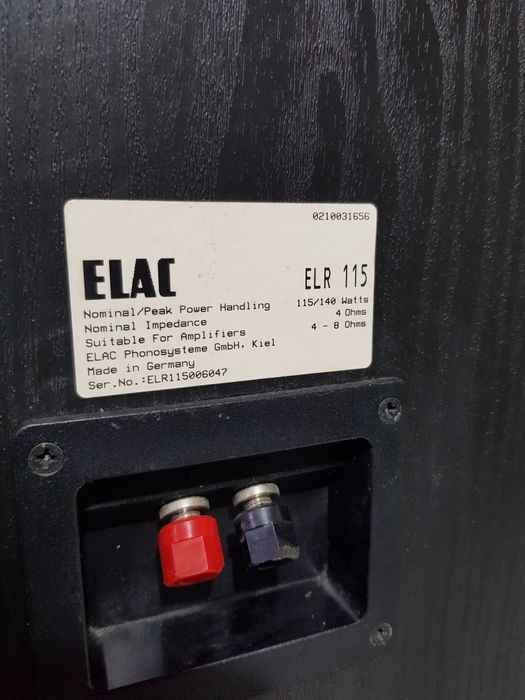 0210031656
ELAC ELR 115
Nominal/Peak Power Handling 115/140 Watts
Nominal Impedance 4 Ohms
Suitable For Amplifiers 4 - 8 Ohms
ELAC Phonosysteme GmbH, Kiel
Made in Germany
Ser.No.:ELR115006047